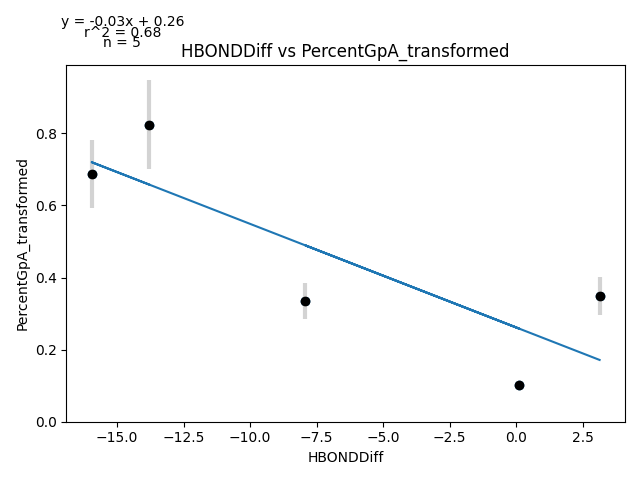 y = -0.03x + 0.26
r^2 = 0.68
n = 5
HBONDDiff vs PercentGpA_transformed
PercentGpA_transformed
0.8
0.6
0.4
0.2
0.0
−15.0 −12.5 −10.0 −7.5 −5.0 −2.5 0.0 2.5
HBONDDiff